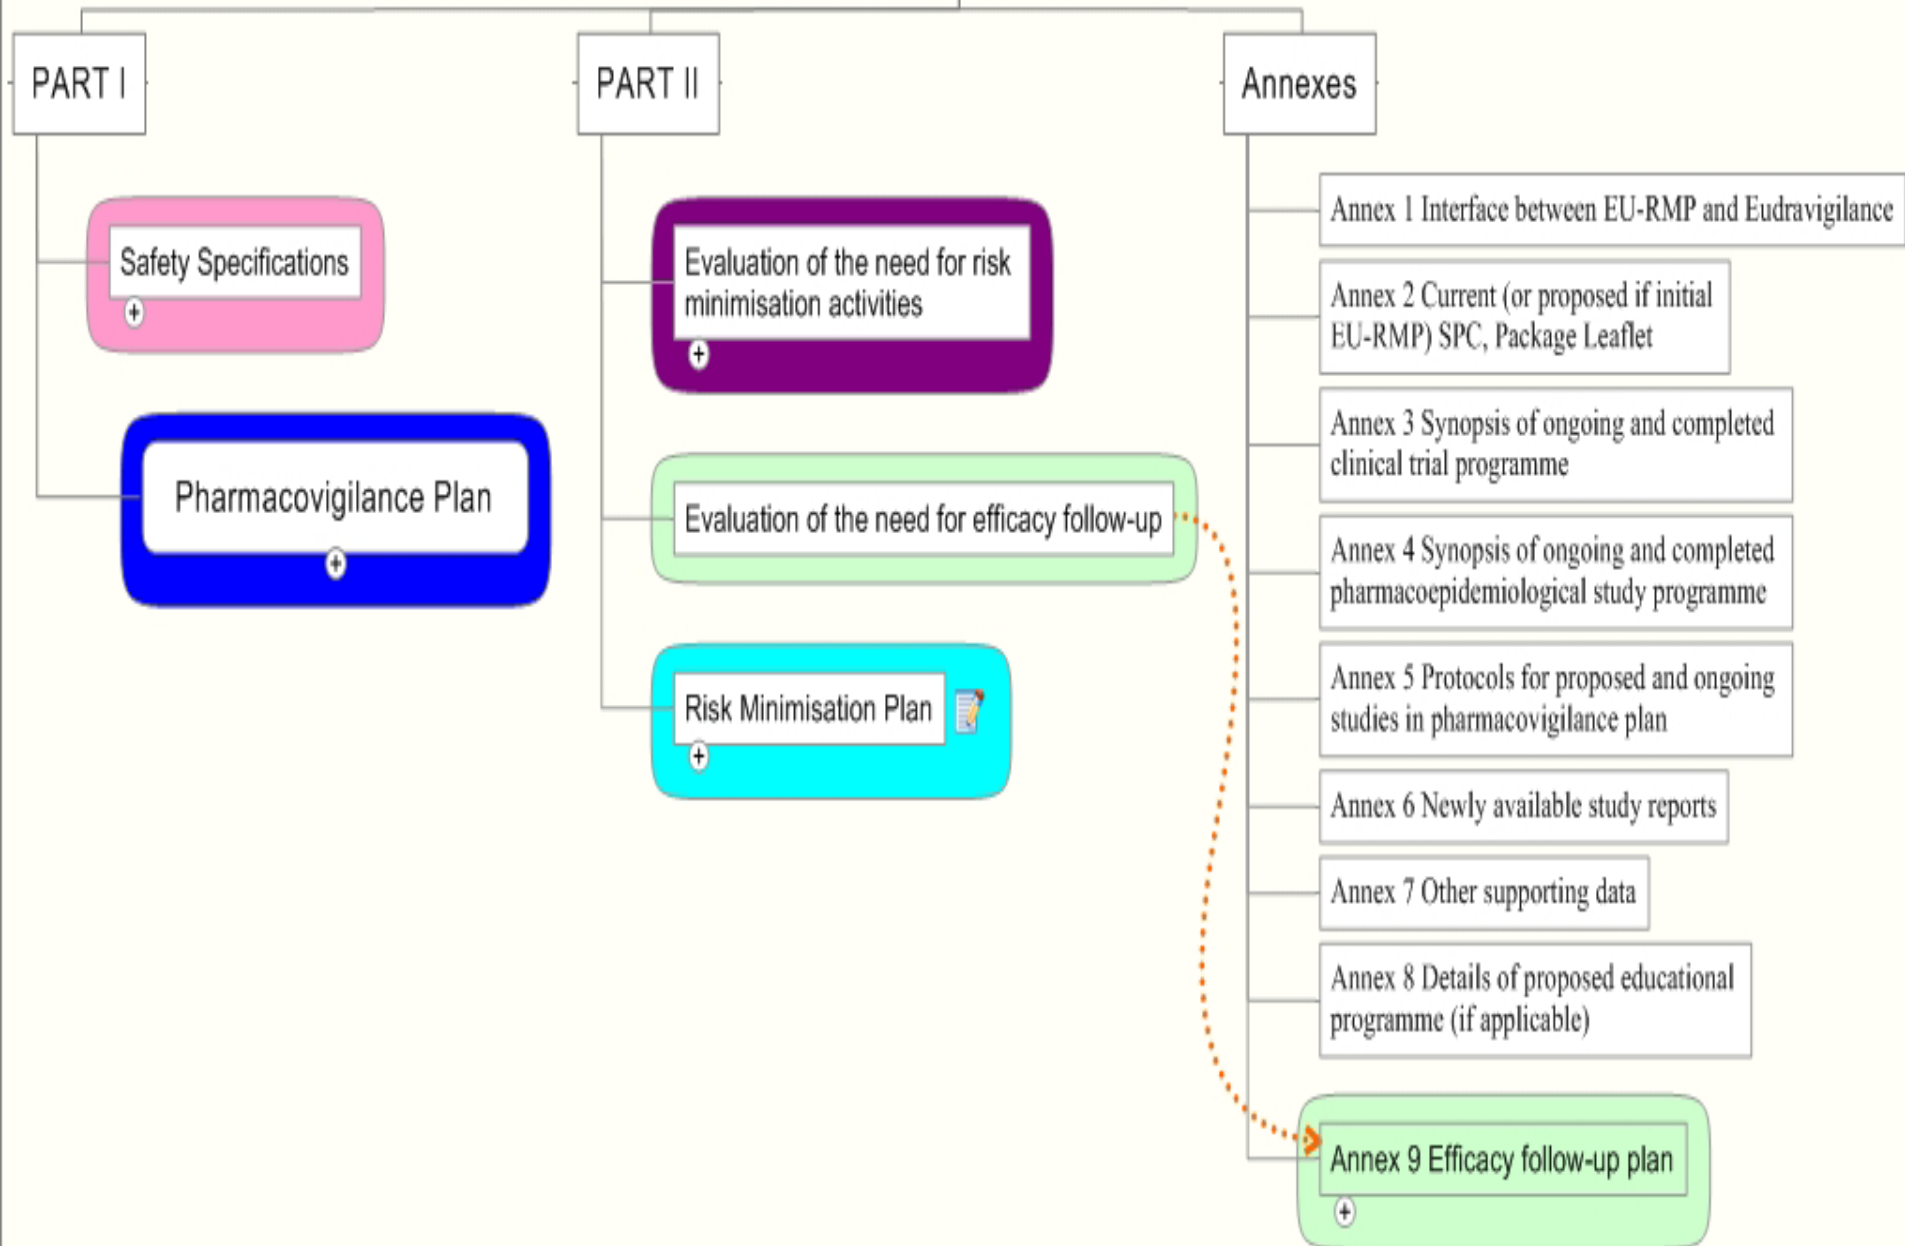 PART I
Safety Specifications
Pharmacovigilance Plan
PART II
Evaluation of the need for risk
minimisation activities
Evaluation of the need for efficacy follow-up
Risk Minimisation Plan
Annexes
Annex 1 Interface between EU-RMP and Eudravigilance
Annex 2 Current (or proposed if initial
EU-RMP) SPC, Package Leaflet
Annex 3 Synopsis of ongoing and completed
clinical trial programme
Annex 4 Synopsis of ongoing and completed
pharmacoepidemiological study programme
Annex 5 Protocols for proposed and ongoing
studies in pharmacovigilance plan
Annex 6 Newly available study reports
Annex 7 Other supporting data
Annex 8 Details of proposed educational
programme (if applicable)
Annex 9 Efficacy follow-up plan